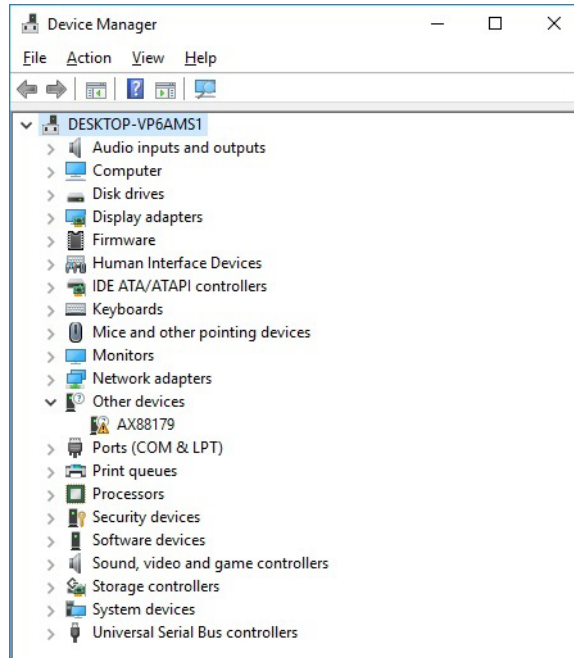 Device Manager
File Action View Help
DESKTOP-VP6AMS1
Audio inputs and outputs
Computer
Disk drives
Display adapters
Firmware
Human Interface Devices
IDE ATA/ATAPI controllers
Keyboards
Mice and other pointing devices
Monitors
Network adapters
Other devices
AX88179
Ports (COM & LPT)
Print queues
Processors
Security devices
Software devices
Sound, video and game controllers
Storage controllers
System devices
Universal Serial Bus controllers